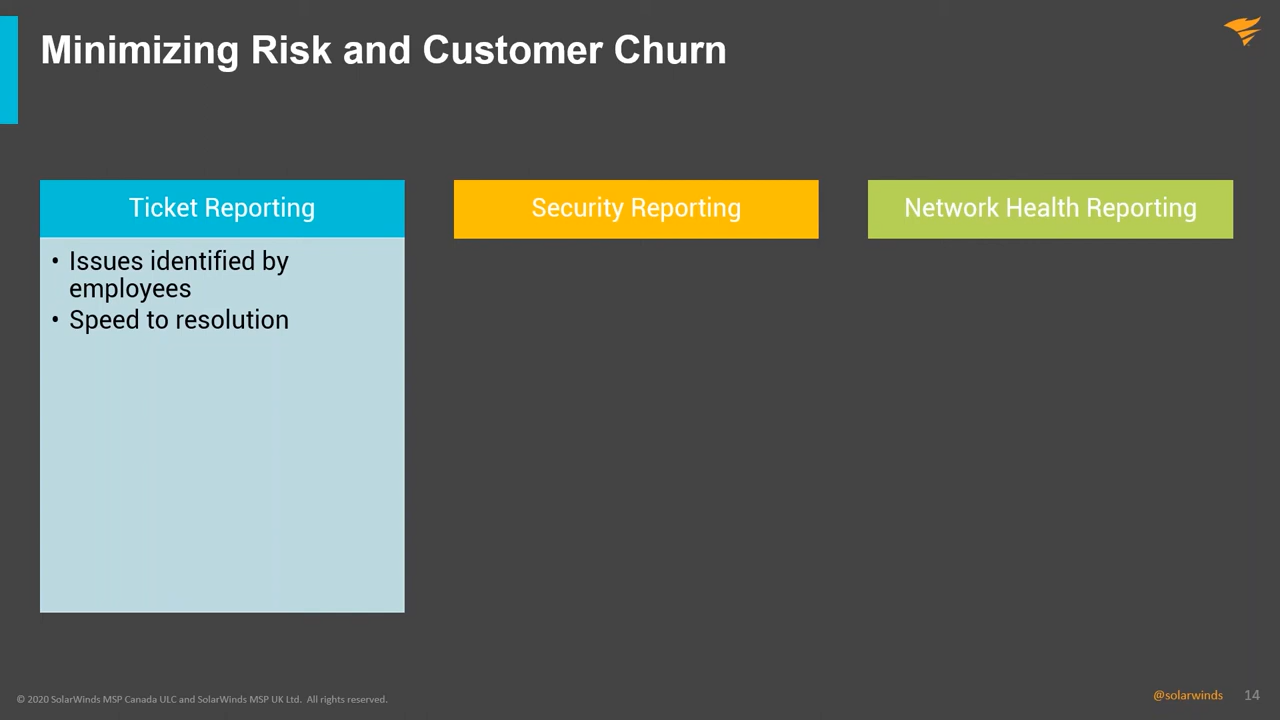 Minimizing Risk and Customer Churn
Ticket Reporting
• Issues identified by
employees
• Speed to resolution
Security Reporting
Network Health Reporting
© 2020 SolarWinds MSP Canada ULC and SolarWinds MSP UK Ltd. All rights reserved.
@solarwinds 14